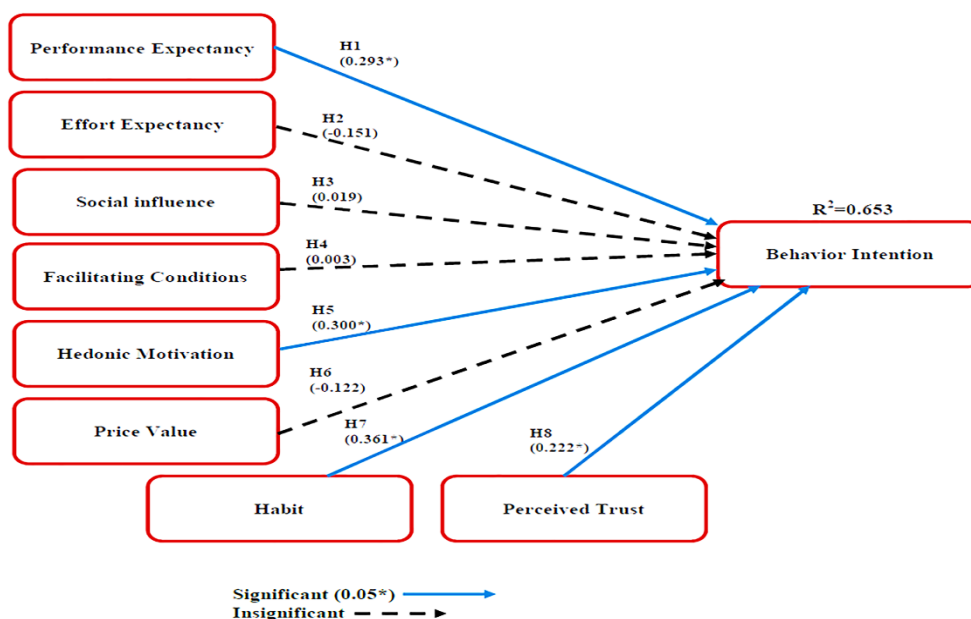 Performance Expectancy
H1
(0.293*)
Effort Expectancy
H2
(-0.151)
Social influence
H3
(0.019)
R²=0.653
Behavior Intention
Facilitating Conditions
H4
(0.003)
Hedonic Motivation
H5
(0.300*)
Price Value
H6
(-0.122)
H7
(0.361*)
H8
(0.222*)
Habit
Perceived Trust
Significant (0.05*)
Insignificant